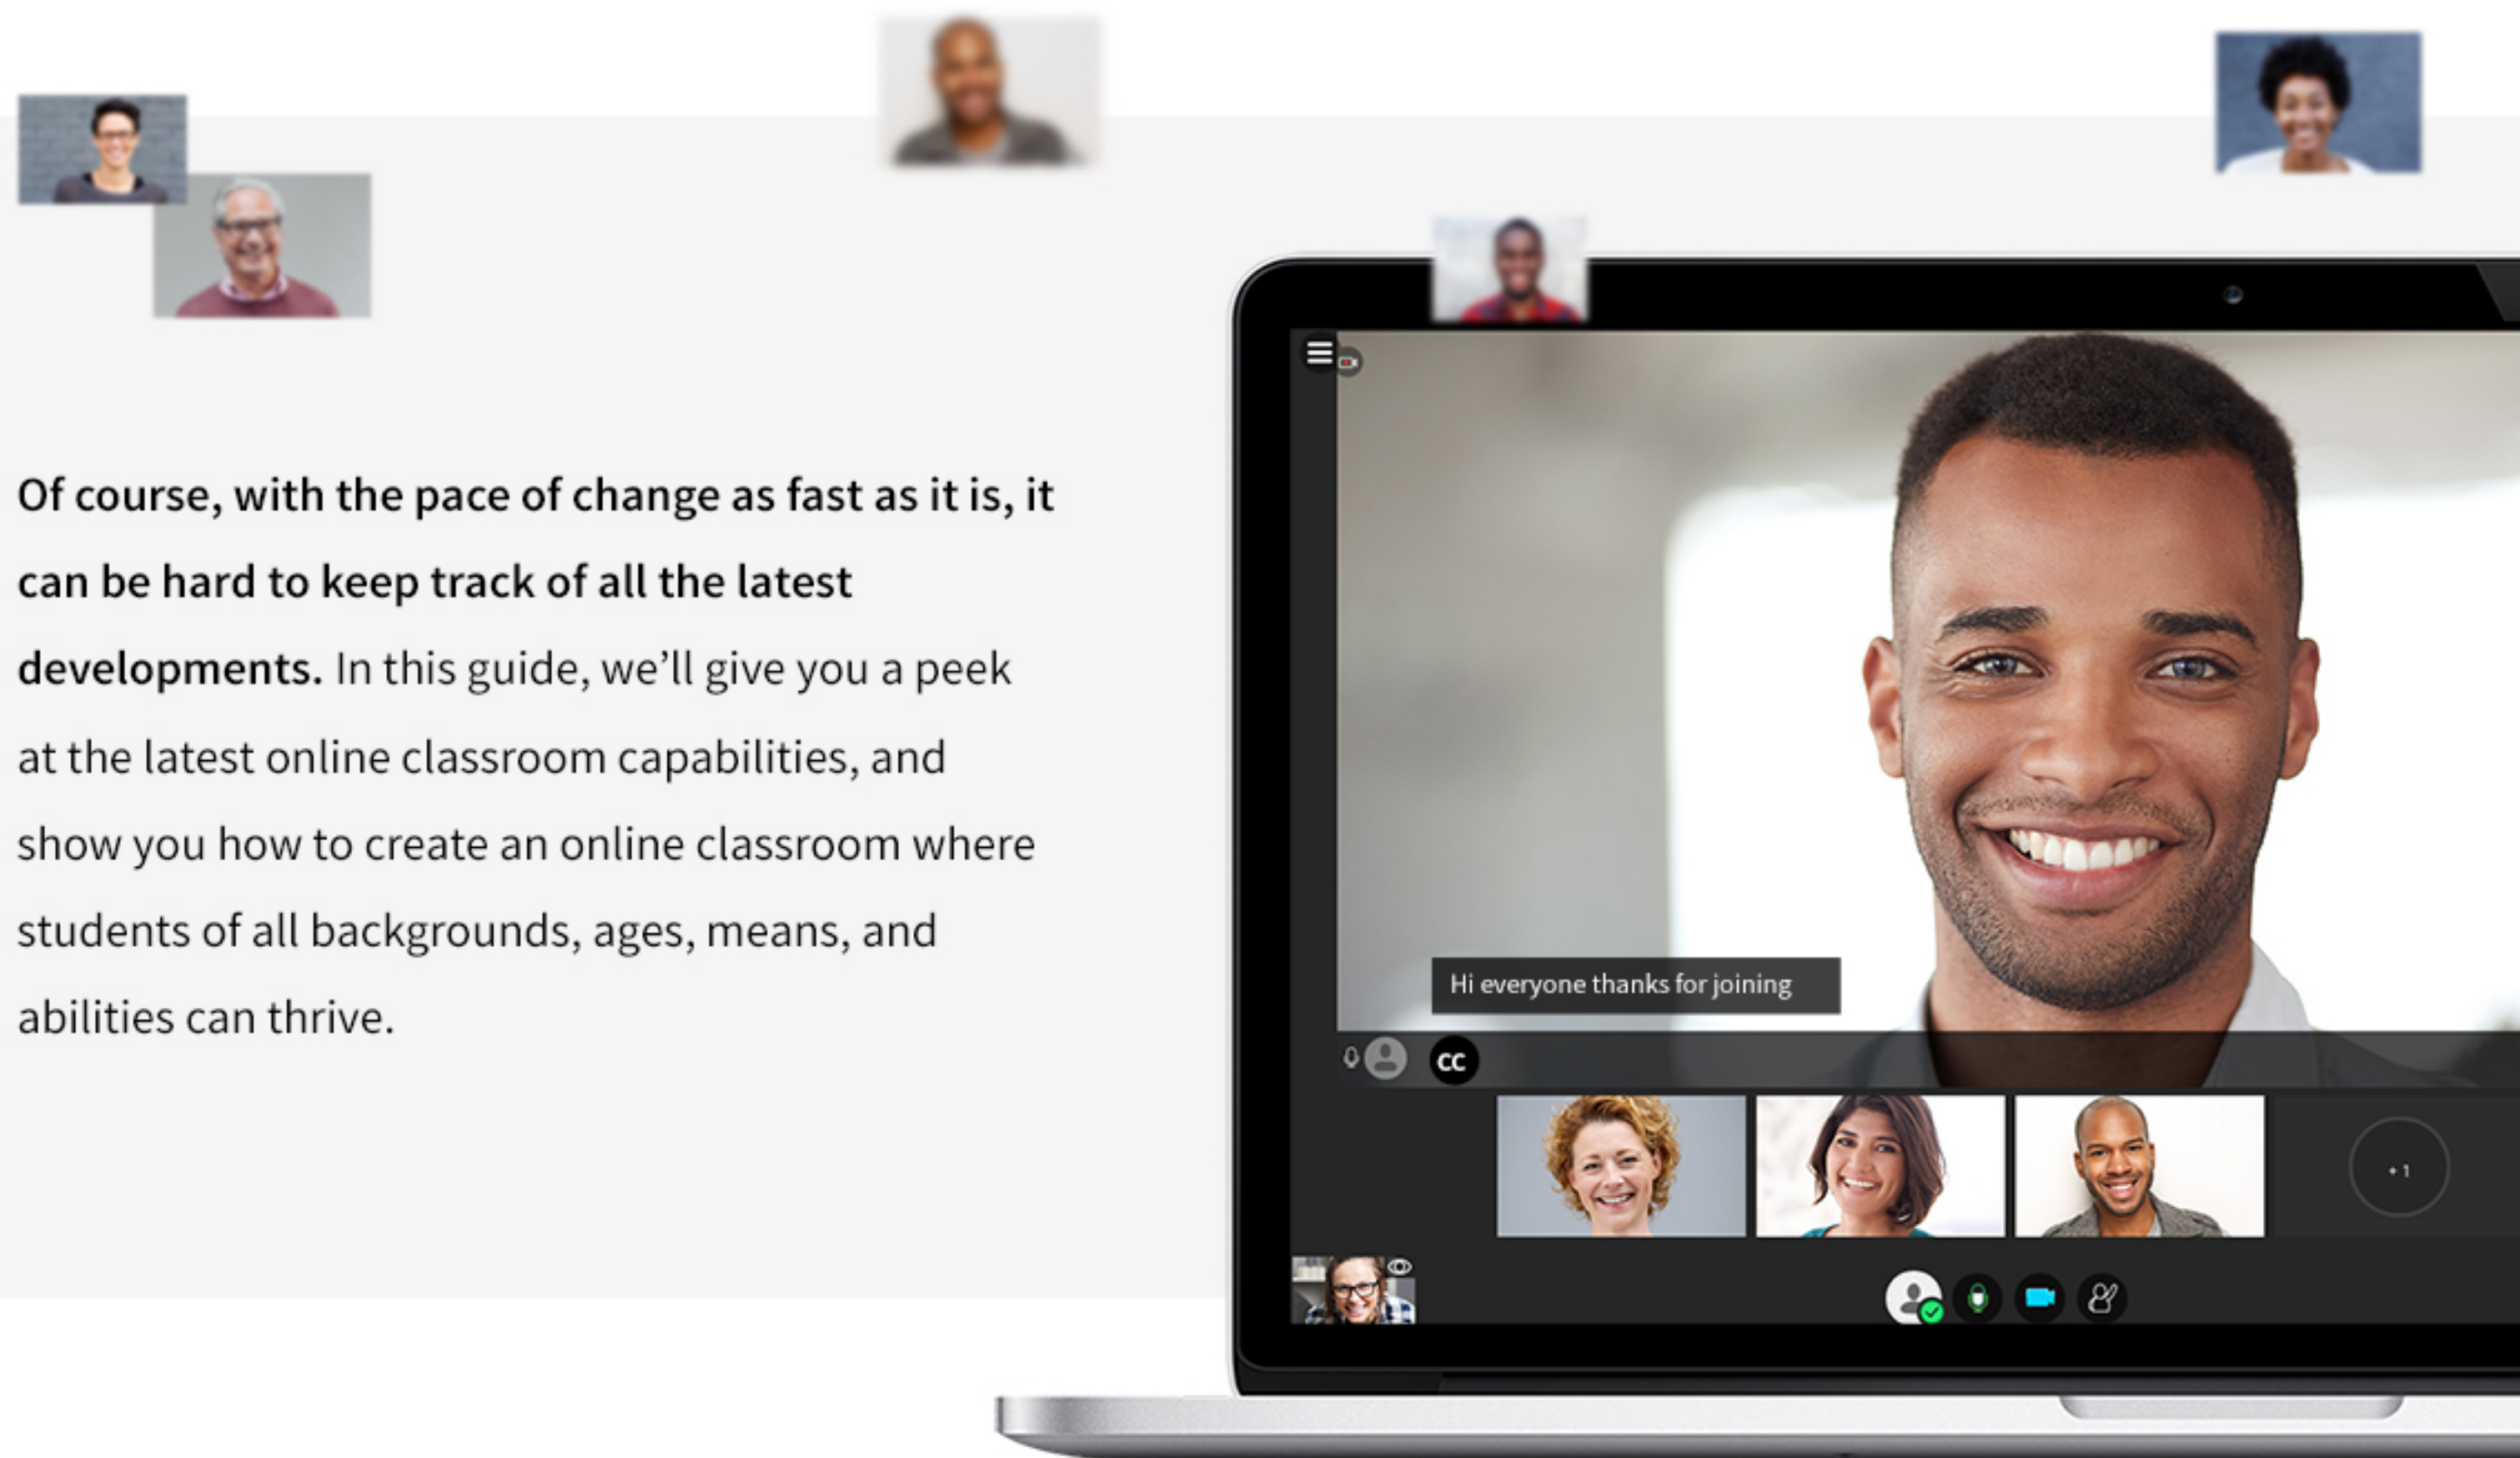 Of course, with the pace of change as fast as it is, it
can be hard to keep track of all the latest
developments. In this guide, we’ll give you a peek
at the latest online classroom capabilities, and
show you how to create an online classroom where
students of all backgrounds, ages, means, and
abilities can thrive.
Hi everyone thanks for joining
CC
+ 1